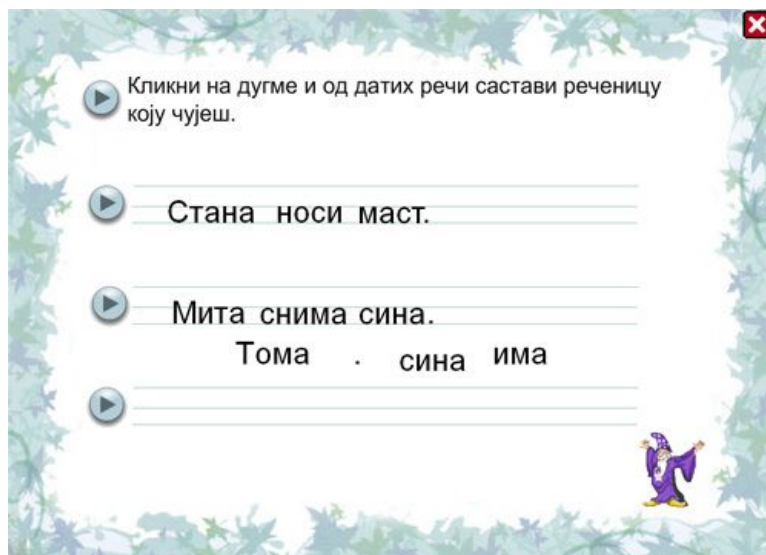 Кликни на дугме и од датих речи састави реченицу
коју чујеш.
Стана носи маст.
Мита снима сина.
Тома . сина има